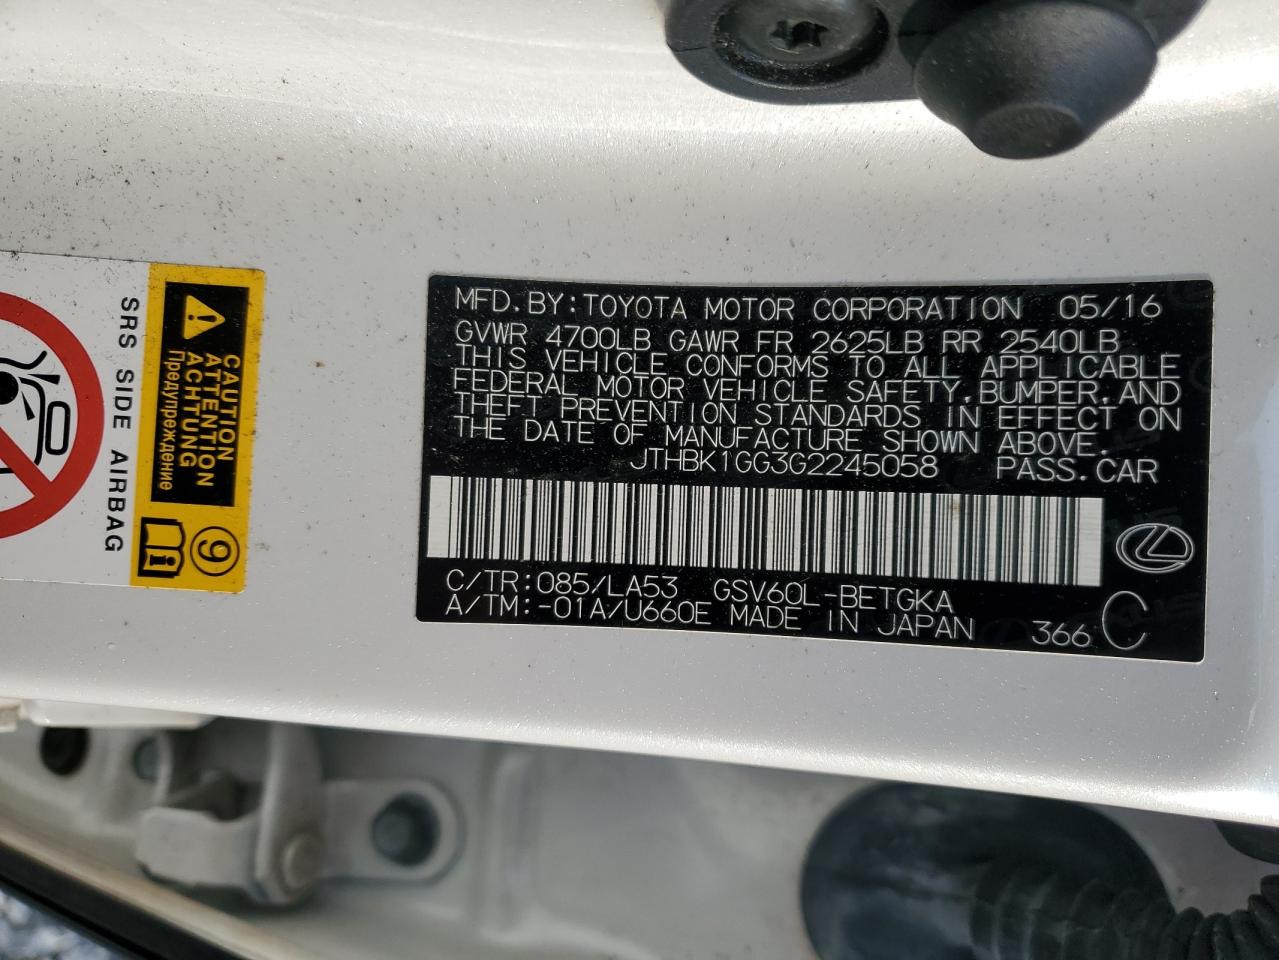 MFD. BY: TOYOTA MOTOR CORPORATION 05/16
GVWR 4700LB GAWR FR 2625LB RR 2540LB
THIS VEHICLE CONFORMS TO ALL APPLICABLE
FEDERAL MOTOR VEHICLE SAFETY, BUMPER, AND
THEFT PREVENTION STANDARDS IN EFFECT ON
THE DATE OF MANUFACTURE SHOWN ABOVE.
JTHBK1GG3G2245058 PASS. CAR
C/TR: 085/LA53 GSV60L-BETGKA
A/TM: -01A/U660E MADE IN JAPAN 366 C
CAUTION
ATTENTION
ACHTUNG
Предупреждение
9
SRS SIDE AIRBAG